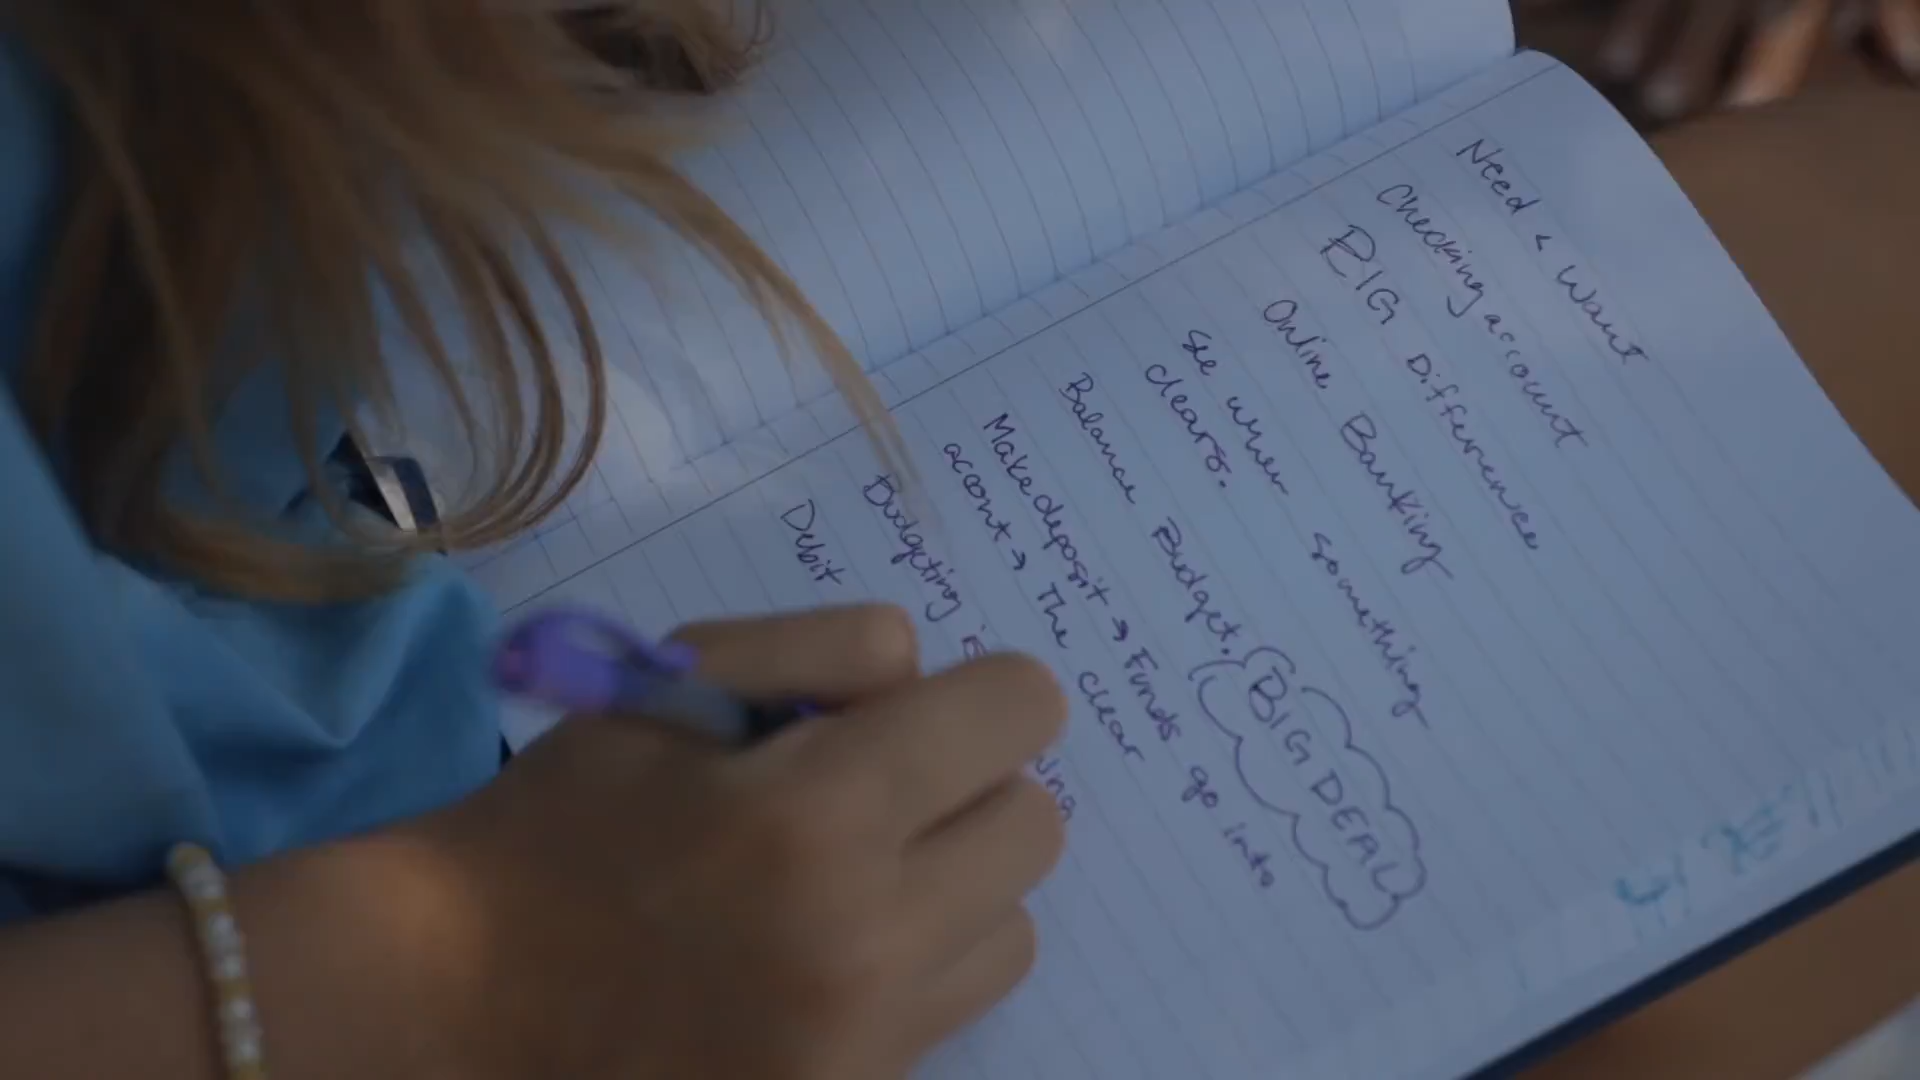 Need < Want
Checking account
BIG Difference
Online Banking
See when something
clears.
Balance Budget. BIG DEAL
Make deposit → Funds go into
account → The clear
Budgeting is
Debit